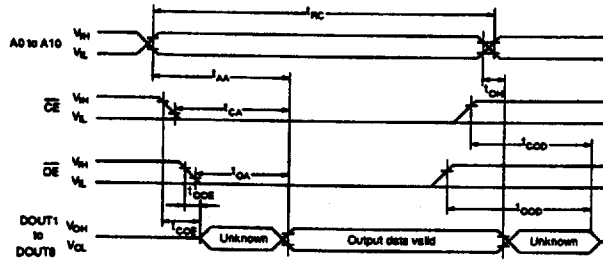 tRC
A0 to A10 VIH
VIL
tAA
tOH
CE VIH
VIL
tCA
tCOD
OE VIH
VIL
tOA
tOOE
tOOD
tCOE
DOUT1
to
DOUT8
VOH
VOL
Unknown
Output data valid
Unknown